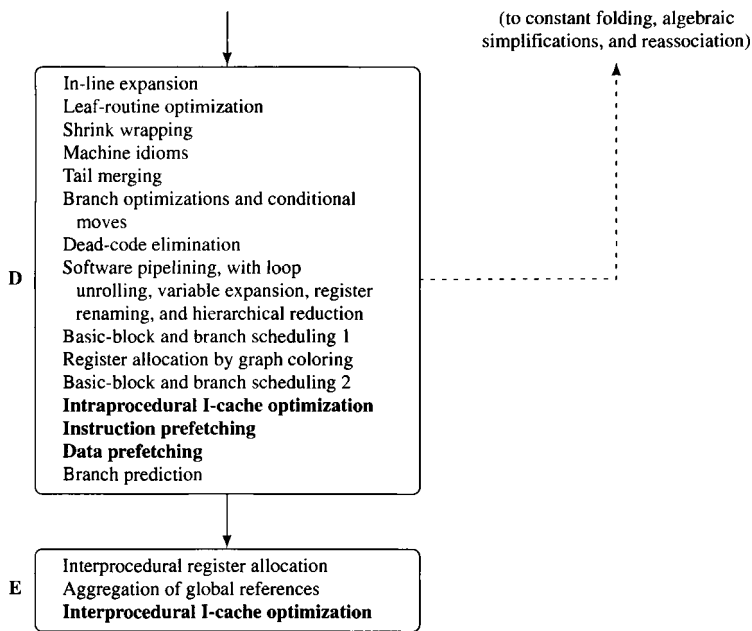 (to constant folding, algebraic
simplifications, and reassociation)
In-line expansion
Leaf-routine optimization
Shrink wrapping
Machine idioms
Tail merging
Branch optimizations and conditional
moves
Dead-code elimination
D
Software pipelining, with loop
unrolling, variable expansion, register
renaming, and hierarchical reduction
Basic-block and branch scheduling 1
Register allocation by graph coloring
Basic-block and branch scheduling 2
Intraprocedural I-cache optimization
Instruction prefetching
Data prefetching
Branch prediction
Interprocedural register allocation
E
Aggregation of global references
Interprocedural I-cache optimization